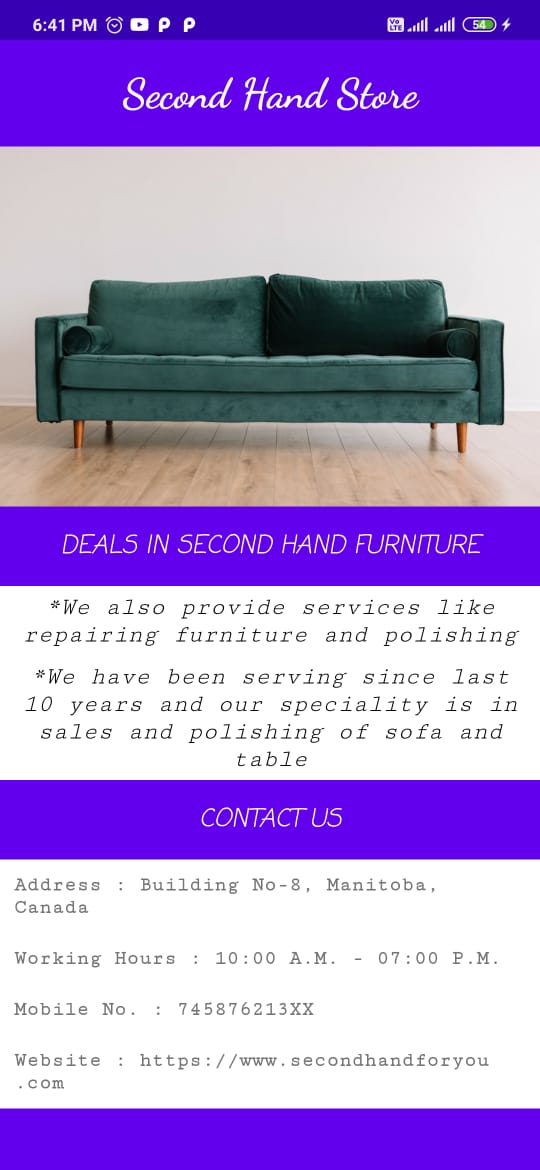 6:41 PM
Vo LTE
54
Second Hand Store
DEALS IN SECOND HAND FURNITURE
*We also provide services like
repairing furniture and polishing
*We have been serving since last
10 years and our speciality is in
sales and polishing of sofa and
table
CONTACT US
Address : Building No-8, Manitoba,
Canada
Working Hours : 10:00 A.M. - 07:00 P.M.
Mobile No. : 745876213XX
Website : https://www.secondhandforyou
.com